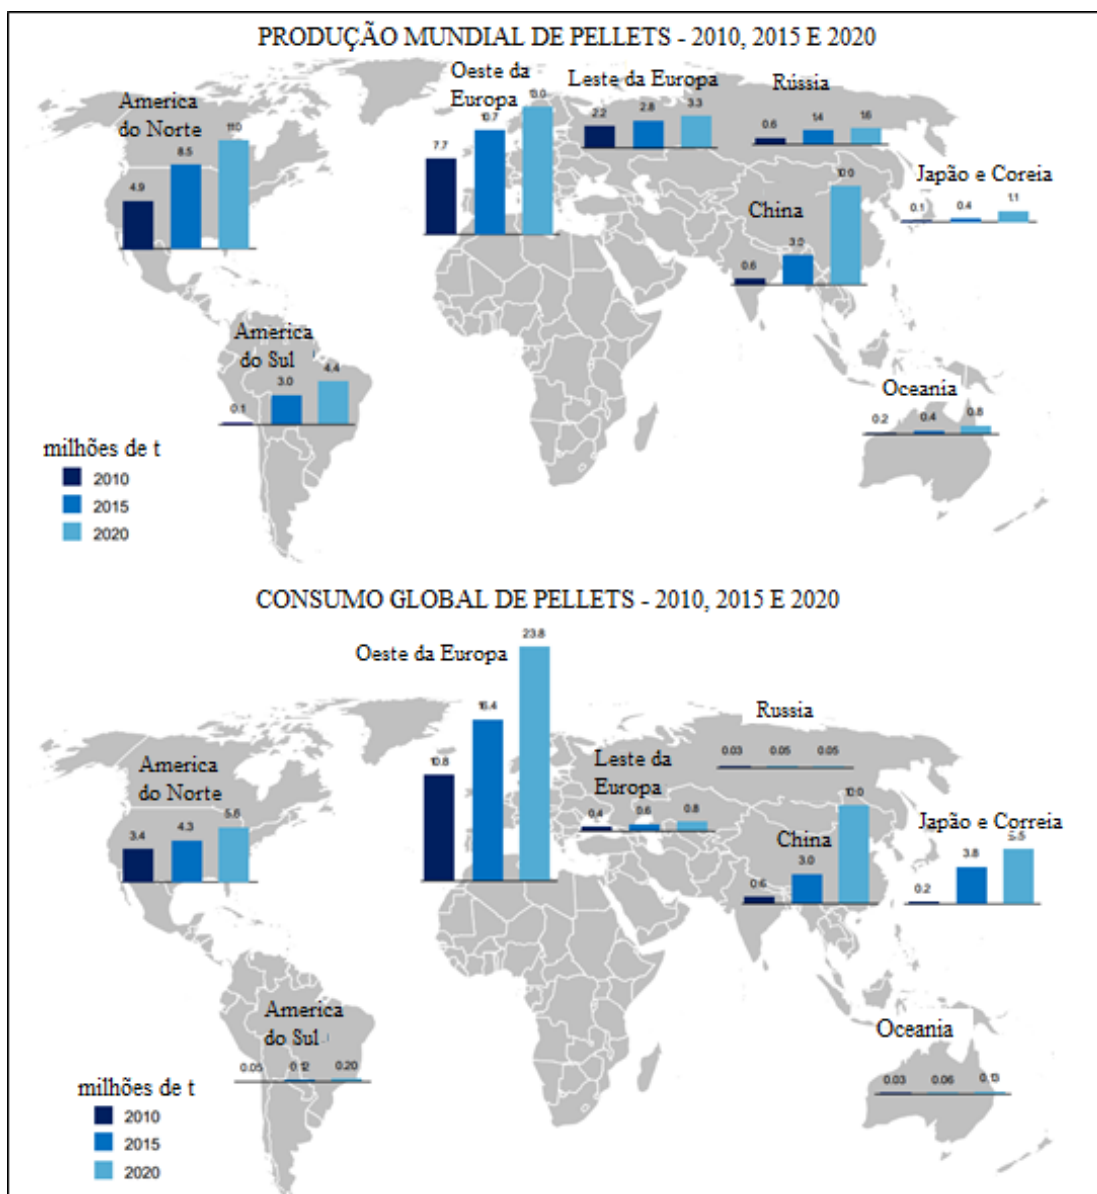 PRODUÇÃO MUNDIAL DE PELLETS - 2010, 2015 E 2020
Oeste da
Europa
13.0
10.7
7.7
Leste da Europa
2.2
2.8
3.3
Rússia
0.6
1.4
1.6
America
do Norte
4.9
8.5
11.0
Japão e Coreia
0.1
0.4
1.1
China
0.6
3.0
10.0
America
do Sul
0.1
3.0
4.4
Oceania
0.2
0.4
0.8
milhões de t
2010
2015
2020
CONSUMO GLOBAL DE PELLETS - 2010, 2015 E 2020
Oeste da Europa
10.8
16.4
23.8
Russia
0.03
0.05
0.05
America
do Norte
3.4
4.3
5.6
Leste da
Europa
0.4
0.6
0.8
China
0.6
3.0
10.0
Japão e Correia
0.2
3.8
5.5
America
do Sul
0.05
0.12
0.20
Oceania
0.03
0.06
0.13
milhões de t
2010
2015
2020